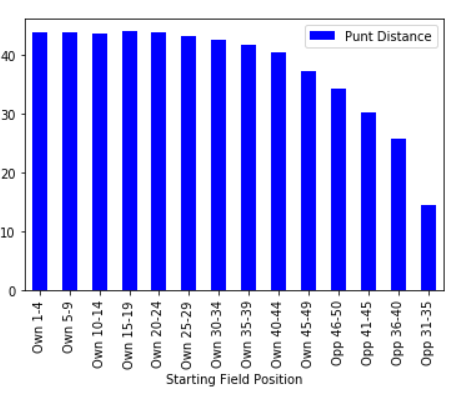 Punt Distance
40
30
20
10
0
Own 1-4
Own 5-9
Own 10-14
Own 15-19
Own 20-24
Own 25-29
Own 30-34
Own 35-39
Own 40-44
Own 45-49
Opp 46-50
Opp 41-45
Opp 36-40
Opp 31-35
Starting Field Position